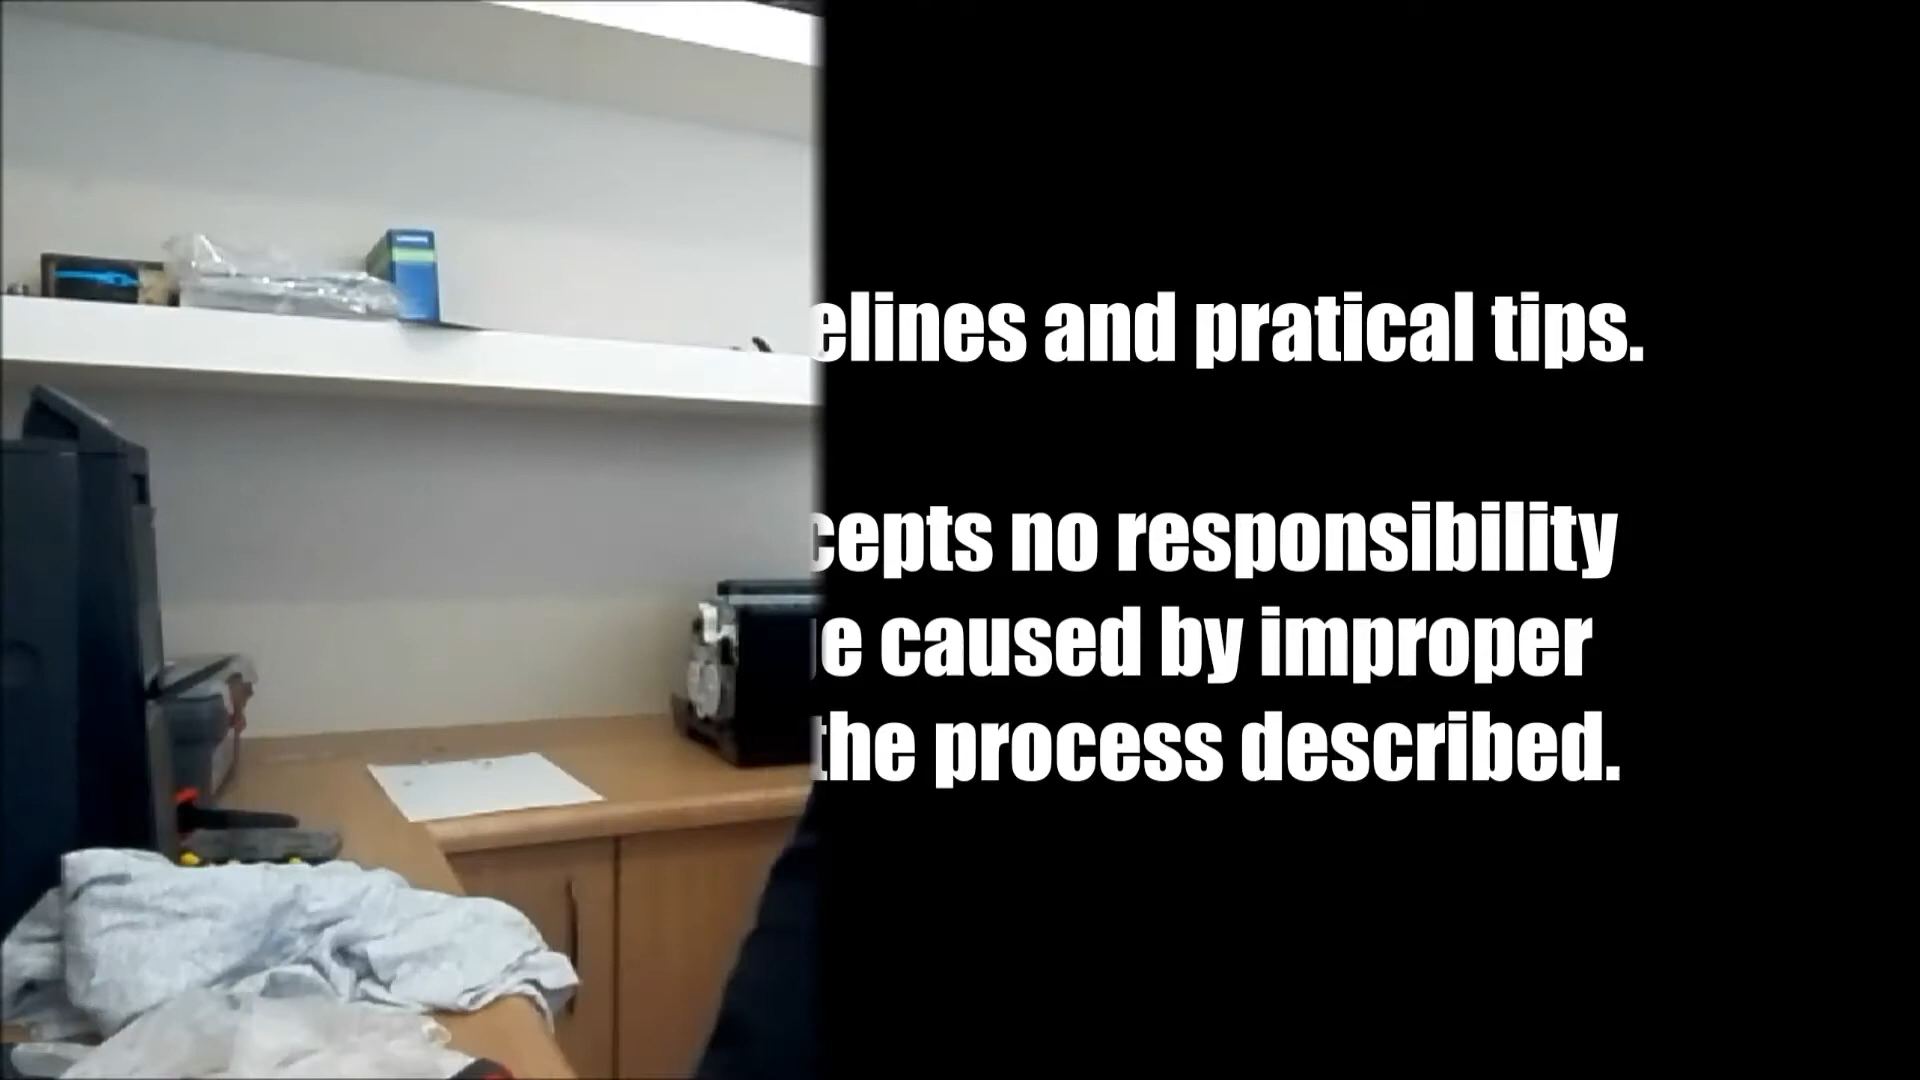 elines and pratical tips.
cepts no responsibility
e caused by improper
the process described.